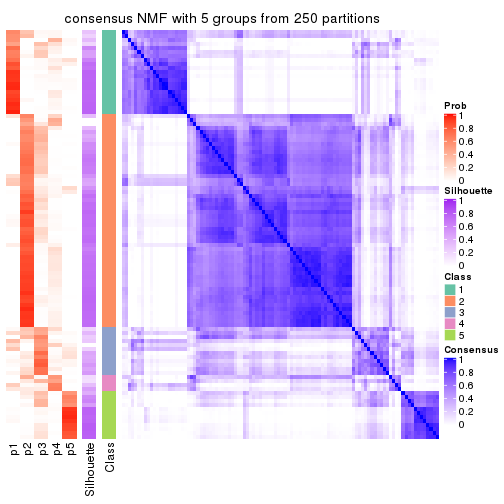 consensus NMF with 5 groups from 250 partitions
Prob
1
0.8
0.6
0.4
0.2
0
Silhouette
1
0.8
0.6
0.4
0.2
0
Class
1
2
3
4
5
Consensus
1
0.8
0.6
0.4
0.2
0
p1
p2
p3
p4
p5
Silhouette
Class